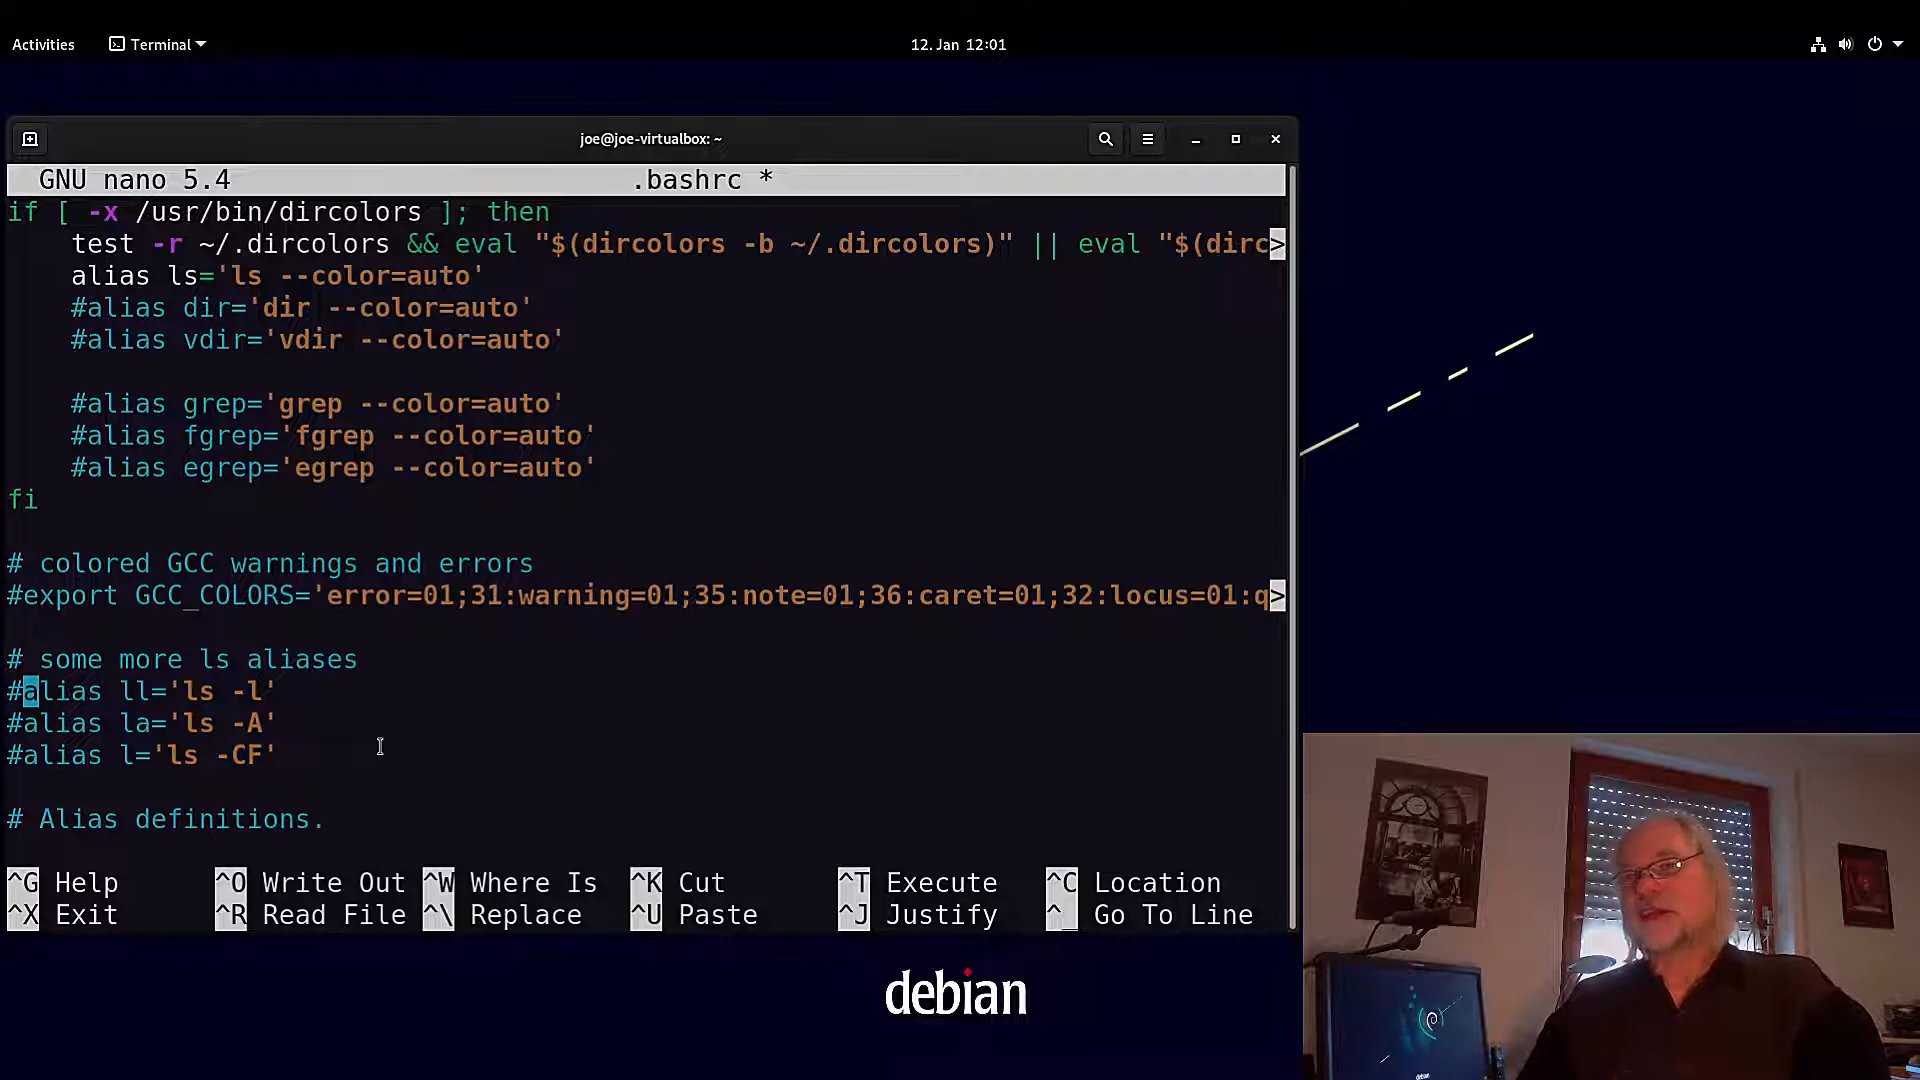 Activities Terminal 12. Jan 12:01
joe@joe-virtualbox: ~
GNU nano 5.4 .bashrc *
if [ -x /usr/bin/dircolors ]; then
    test -r ~/.dircolors && eval "$(dircolors -b ~/.dircolors)" || eval "$(dirc>
    alias ls='ls --color=auto'
    #alias dir='dir --color=auto'
    #alias vdir='vdir --color=auto'
    #alias grep='grep --color=auto'
    #alias fgrep='fgrep --color=auto'
    #alias egrep='egrep --color=auto'
fi
# colored GCC warnings and errors
#export GCC_COLORS='error=01;31:warning=01;35:note=01;36:caret=01;32:locus=01:q>
# some more ls aliases
#alias ll='ls -l'
#alias la='ls -A'
#alias l='ls -CF'
# Alias definitions.
^G Help ^O Write Out ^W Where Is ^K Cut ^T Execute ^C Location
^X Exit ^R Read File ^\ Replace ^U Paste ^J Justify ^_ Go To Line
debian
debian